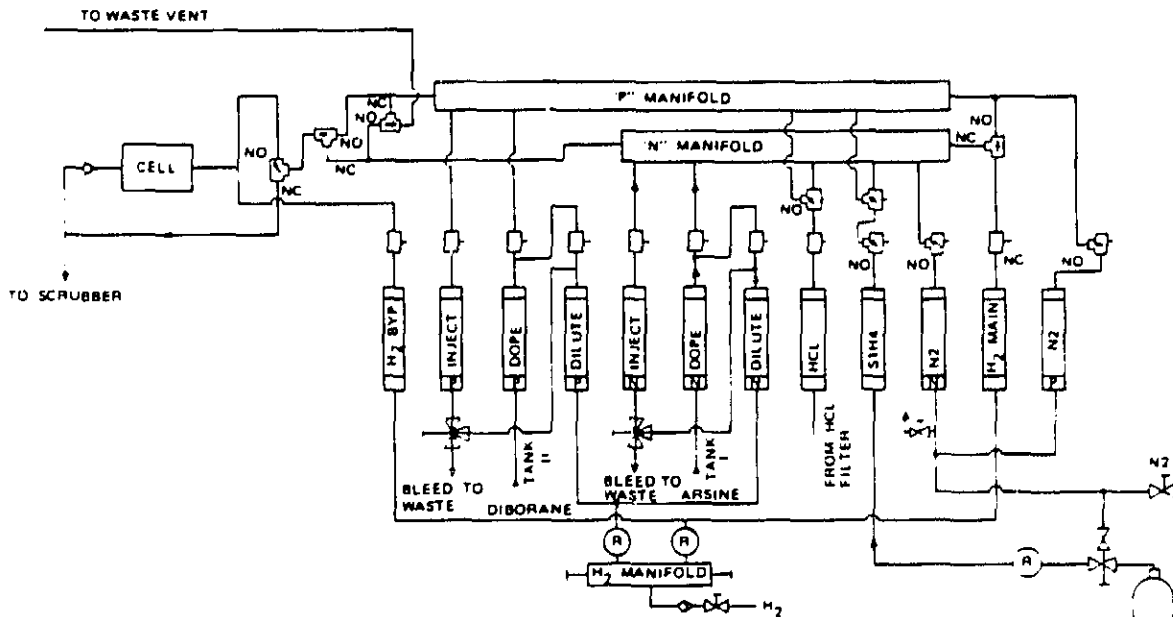 TO WASTE VENT
"P" MANIFOLD
NC
NO
NO
NO
"N" MANIFOLD
NC
NO
CELL
NC
NC
NO
NO
NO
NC
NO
TO SCRUBBER
H2 BYP
INJECT
P
DOPE
P
DILUTE
P
INJECT
N
DOPE
N
DILUTE
N
HCL
SIH4
N2
N
H2 MAIN
N2
P
BLEED TO
WASTE
TANK
II
BLEED TO
WASTE
TANK
I
FROM HCL
FILTER
N2
DIBORANE
ARSINE
R
R
R
H2 MANIFOLD
H2